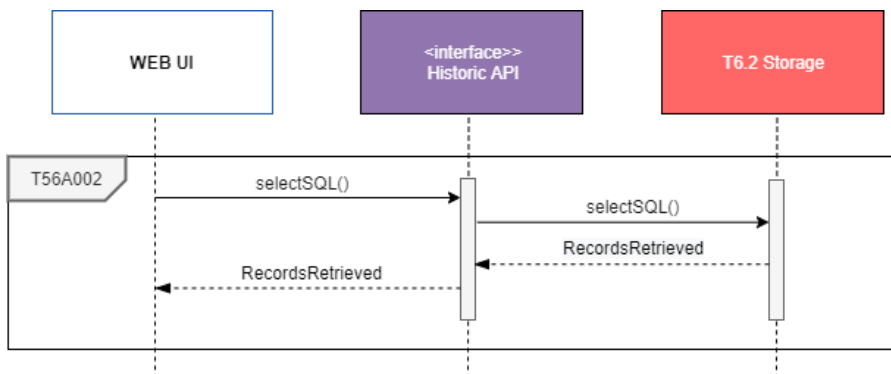 WEB UI
<interface>>
Historic API
T6.2 Storage
T56A002
selectSQL()
selectSQL()
RecordsRetrieved
RecordsRetrieved